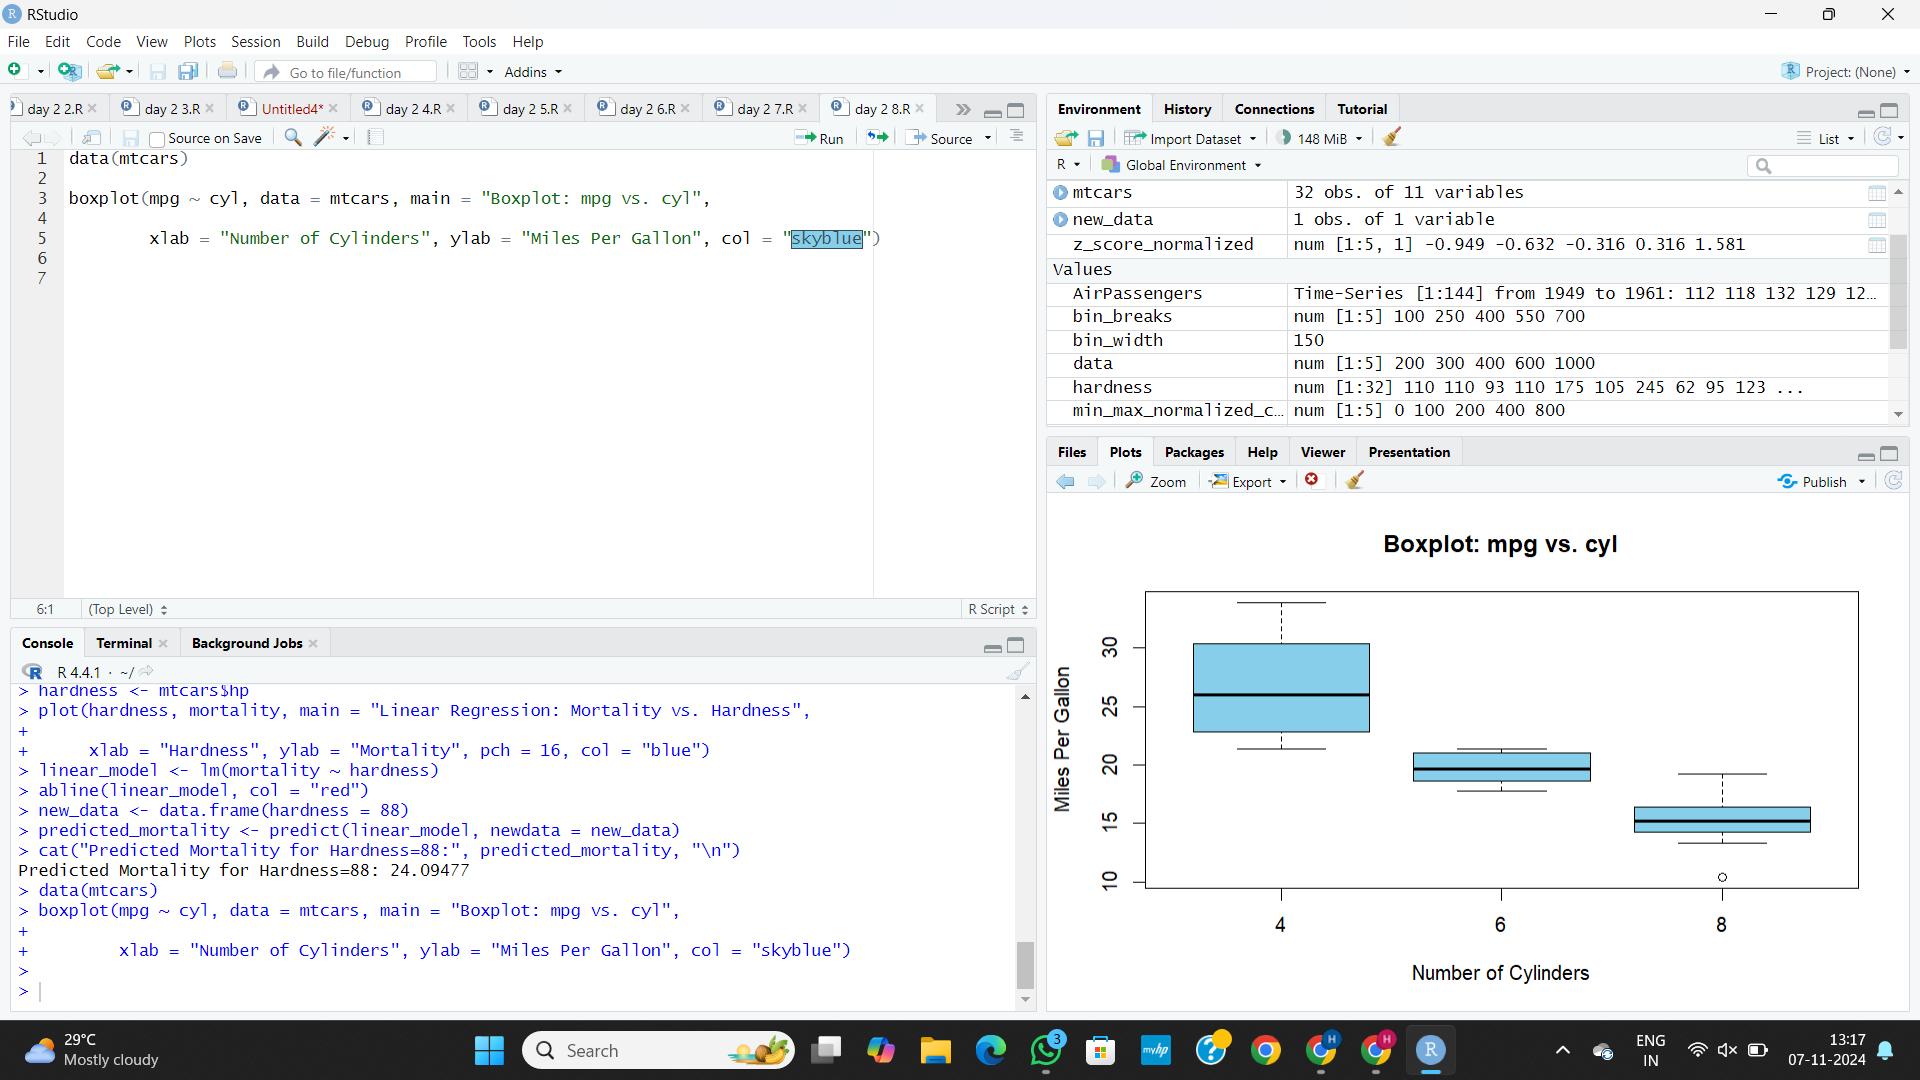 RStudio
File Edit Code View Plots Session Build Debug Profile Tools Help
Go to file/function Addins Project: (None)
day 2 2.R day 2 3.R Untitled4* day 2 4.R day 2 5.R day 2 6.R day 2 7.R day 2 8.R
Source on Save Run Source
1 data(mtcars)
2
3 boxplot(mpg ~ cyl, data = mtcars, main = "Boxplot: mpg vs. cyl",
4
5 xlab = "Number of Cylinders", ylab = "Miles Per Gallon", col = "skyblue")
6
7
6:1 (Top Level) R Script
Console Terminal Background Jobs
R 4.4.1 · ~/
> hardness <- mtcars$hp
> plot(hardness, mortality, main = "Linear Regression: Mortality vs. Hardness",
+
+ xlab = "Hardness", ylab = "Mortality", pch = 16, col = "blue")
> linear_model <- lm(mortality ~ hardness)
> abline(linear_model, col = "red")
> new_data <- data.frame(hardness = 88)
> predicted_mortality <- predict(linear_model, newdata = new_data)
> cat("Predicted Mortality for Hardness=88:", predicted_mortality, "\n")
Predicted Mortality for Hardness=88: 24.09477
> data(mtcars)
> boxplot(mpg ~ cyl, data = mtcars, main = "Boxplot: mpg vs. cyl",
+
+ xlab = "Number of Cylinders", ylab = "Miles Per Gallon", col = "skyblue")
>
>
Environment History Connections Tutorial
Import Dataset 148 MiB List
R Global Environment
mtcars 32 obs. of 11 variables
new_data 1 obs. of 1 variable
z_score_normalized num [1:5, 1] -0.949 -0.632 -0.316 0.316 1.581
Values
AirPassengers Time-Series [1:144] from 1949 to 1961: 112 118 132 129 12...
bin_breaks num [1:5] 100 250 400 550 700
bin_width 150
data num [1:5] 200 300 400 600 1000
hardness num [1:32] 110 110 93 110 175 105 245 62 95 123 ...
min_max_normalized_c... num [1:5] 0 100 200 400 800
Files Plots Packages Help Viewer Presentation
Zoom Export Publish
Boxplot: mpg vs. cyl
Miles Per Gallon
30
25
20
15
10
4 6 8
Number of Cylinders
29°C
Mostly cloudy
Search
3
myhp
H
H
R
ENG
IN
13:17
07-11-2024